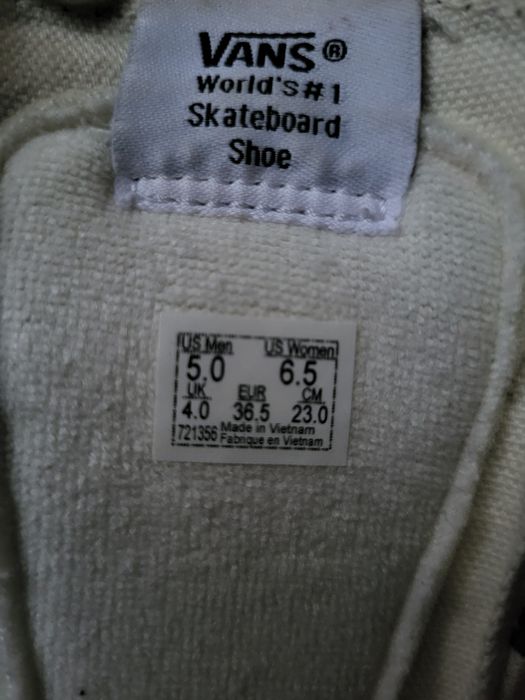 VANS®
World's#1
Skateboard
Shoe
US Men US Women
5.0 6.5
UK EUR CM
4.0 36.5 23.0
721356 Made in Vietnam
Fabrique en Vietnam